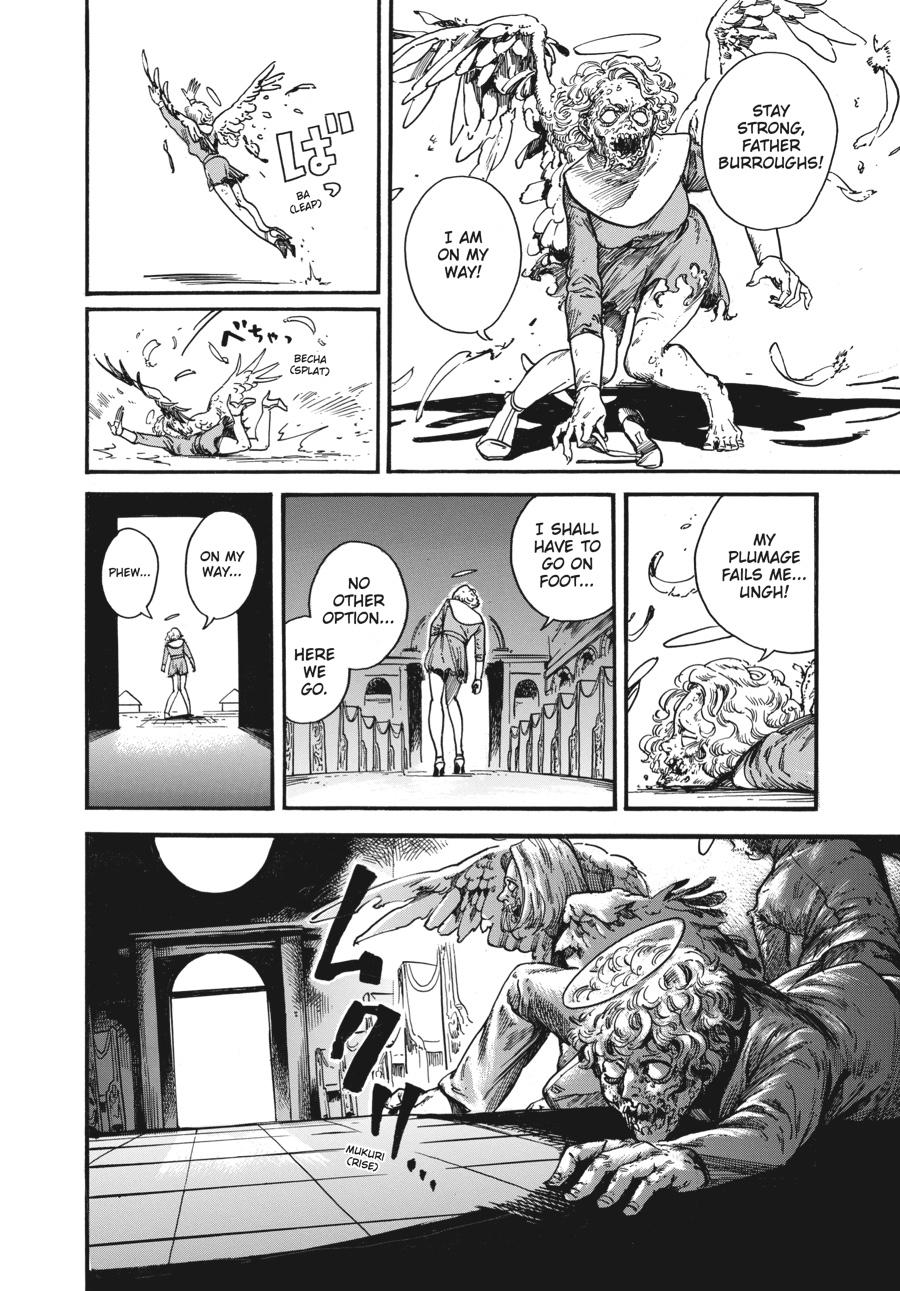 STAY
STRONG,
FATHER
BURROUGHS!
I AM
ON MY
WAY!
ばっ
BA
(LEAP)
べちゃっ
BECHA
(SPLAT)
MY
PLUMAGE
FAILS ME...
UNGH!
I SHALL
HAVE TO
GO ON
FOOT...
NO
OTHER
OPTION...
HERE
WE
GO.
ON MY
WAY...
PHEW...
ムクリ...
MUKURI
(RISE)